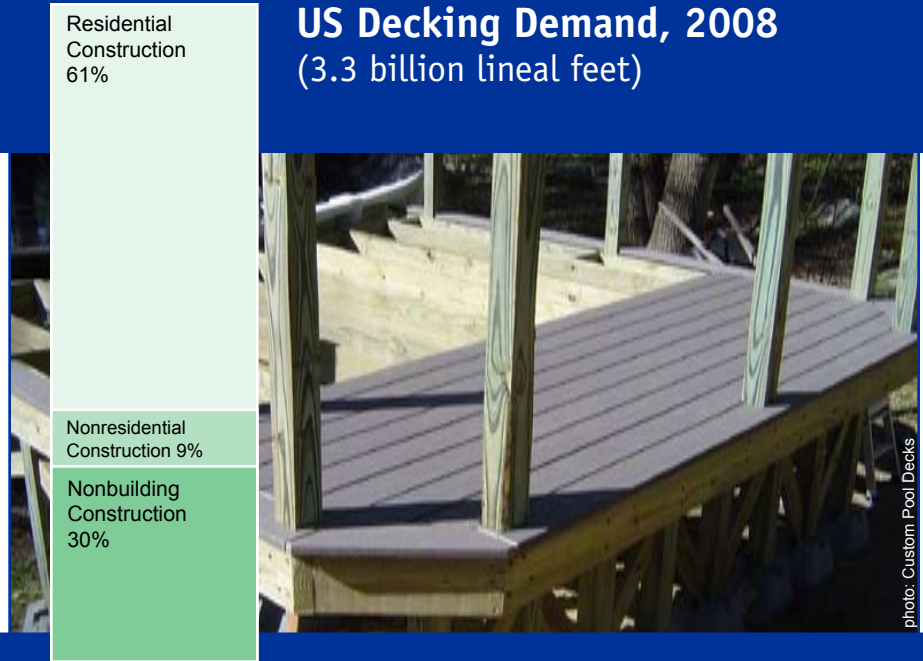 US Decking Demand, 2008
(3.3 billion lineal feet)
Residential
Construction
61%
Nonresidential
Construction 9%
Nonbuilding
Construction
30%
photo: Custom Pool Decks